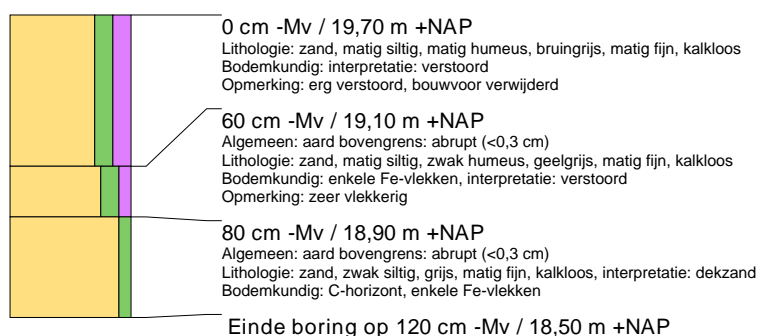 0 cm -Mv / 19,70 m +NAP
Lithologie: zand, matig siltig, matig humeus, bruingrijs, matig fijn, kalkloos
Bodemkundig: interpretatie: verstoord
Opmerking: erg verstoord, bouwvoor verwijderd
60 cm -Mv / 19,10 m +NAP
Algemeen: aard bovengrens: abrupt (<0,3 cm)
Lithologie: zand, matig siltig, zwak humeus, geelgrijs, matig fijn, kalkloos
Bodemkundig: enkele Fe-vlekken, interpretatie: verstoord
Opmerking: zeer vlekkerig
80 cm -Mv / 18,90 m +NAP
Algemeen: aard bovengrens: abrupt (<0,3 cm)
Lithologie: zand, zwak siltig, grijs, matig fijn, kalkloos, interpretatie: dekzand
Bodemkundig: C-horizont, enkele Fe-vlekken
Einde boring op 120 cm -Mv / 18,50 m +NAP